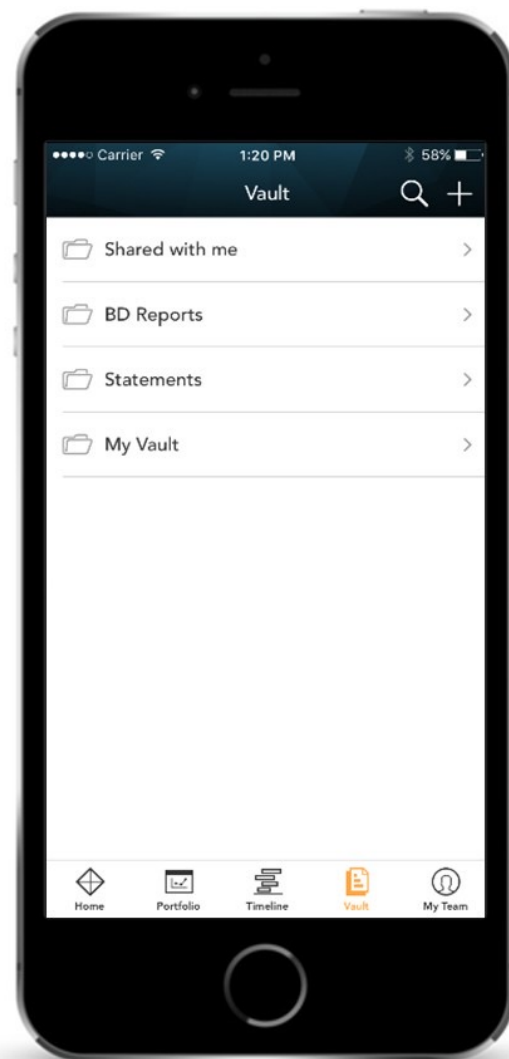 Carrier 1:20 PM 58%
Vault
Shared with me
BD Reports
Statements
My Vault
Home Portfolio Timeline Vault My Team